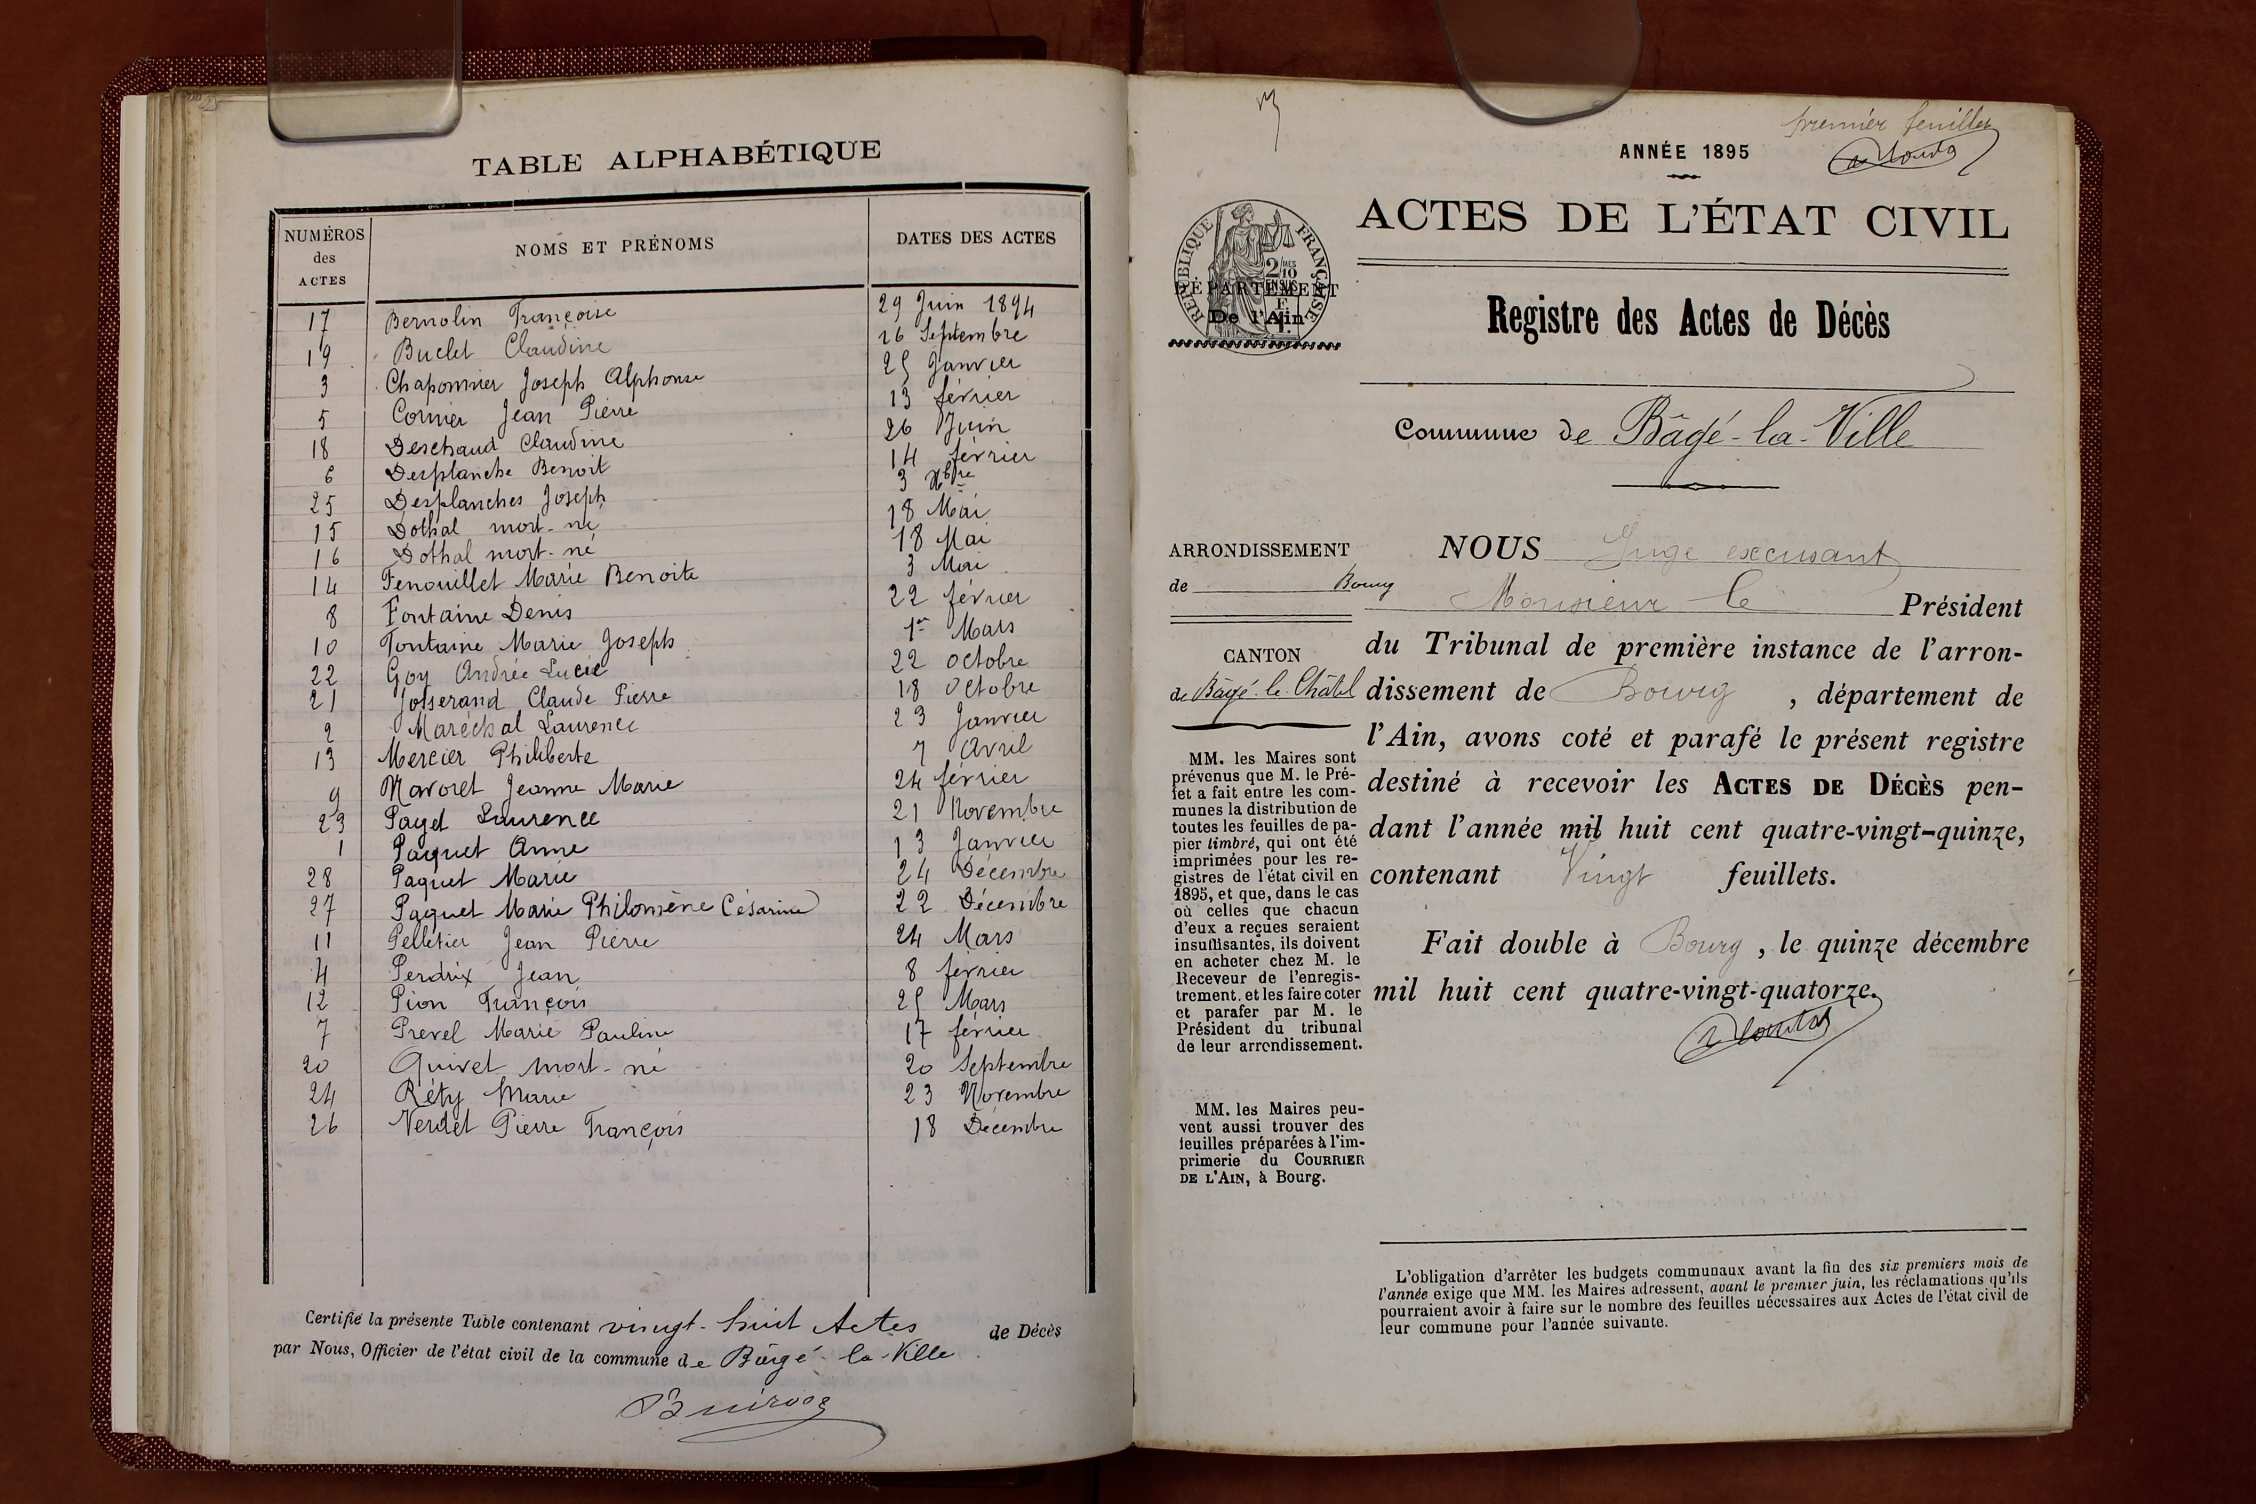 TABLE ALPHABÉTIQUE
NUMÉROS des ACTES NOMS ET PRÉNOMS DATES DES ACTES
17 Bernolin Françoise 29 Juin 1894
19 Buclet Claudine 16 Septembre
3 Chaponnier Joseph Alphonse 25 Janvier
5 Cornier Jean Pierre 13 février
18 Deschaud Claudine 26 Juin
6 Desplanche Benoit 14 février
25 Desplanches Joseph 3 Xbre
15 Dothal mort-né 18 Mai
16 Dothal mort-né 18 Mai
14 Fenouillet Marie Benoite 3 Mai
8 Fontaine Denis 22 février
10 Fontaine Marie Joseph 1er Mars
22 Goy Andrée Lucie 22 octobre
21 Josserand Claude Pierre 18 octobre
2 Maréchal Laurence 23 Janvier
13 Mercier Philiberte 7 Avril
9 Navoret Jeanne Marie 24 février
23 Payet Laurence 21 Novembre
1 Paquet Anne 13 Janvier
28 Paquet Marie 24 Décembre
27 Paquet Marie Philomène Césarine 22 Décembre
11 Pelletier Jean Pierre 24 Mars
4 Perdrix Jean 8 février
12 Pion François 25 Mars
7 Prevel Marie Pauline 17 février
20 Quivet mort-né 20 Septembre
24 Réty Marie 23 Novembre
26 Verdet Pierre François 18 Décembre
Certifié la présente Table contenant vingt-huit Actes de Décès
par Nous, Officier de l'état civil de la commune de Bâgé-la-Ville
premier feuillet
ANNÉE 1895
ACTES DE L'ÉTAT CIVIL
RÉPUBLIQUE FRANÇAISE
DÉPARTEMENT
De l'Ain
Registre des Actes de Décès
Commune de Bâgé-la-Ville
ARRONDISSEMENT
de Bourg
CANTON
de Bâgé-le-Châtel
MM. les Maires sont
prévenus que M. le Pré-
fet a fait entre les com-
munes la distribution de
toutes les feuilles de pa-
pier timbré, qui ont été
imprimées pour les re-
gistres de l'état civil en
1895, et que, dans le cas
où celles que chacun
d'eux a reçues seraient
insuffisantes, ils doivent
en acheter chez M. le
Receveur de l'enregis-
trement. et les faire coter
et parafer par M. le
Président du tribunal
de leur arrondissement.
MM. les Maires peu-
vent aussi trouver des
feuilles préparées à l'im-
primerie du COURRIER
DE L'AIN, à Bourg.
NOUS Juge excusant
Monsieur le Président
du Tribunal de première instance de l'arron-
dissement de Bourg, département de
l'Ain, avons coté et parafé le présent registre
destiné à recevoir les ACTES DE DÉCÈS pen-
dant l'année mil huit cent quatre-vingt-quinze,
contenant Vingt feuillets.
Fait double à Bourg, le quinze décembre
mil huit cent quatre-vingt-quatorze.
L'obligation d'arrêter les budgets communaux avant la fin des six premiers mois de
l'année exige que MM. les Maires adressent, avant le premier juin, les réclamations qu'ils
pourraient avoir à faire sur le nombre des feuilles nécessaires aux Actes de l'état civil de
leur commune pour l'année suivante.